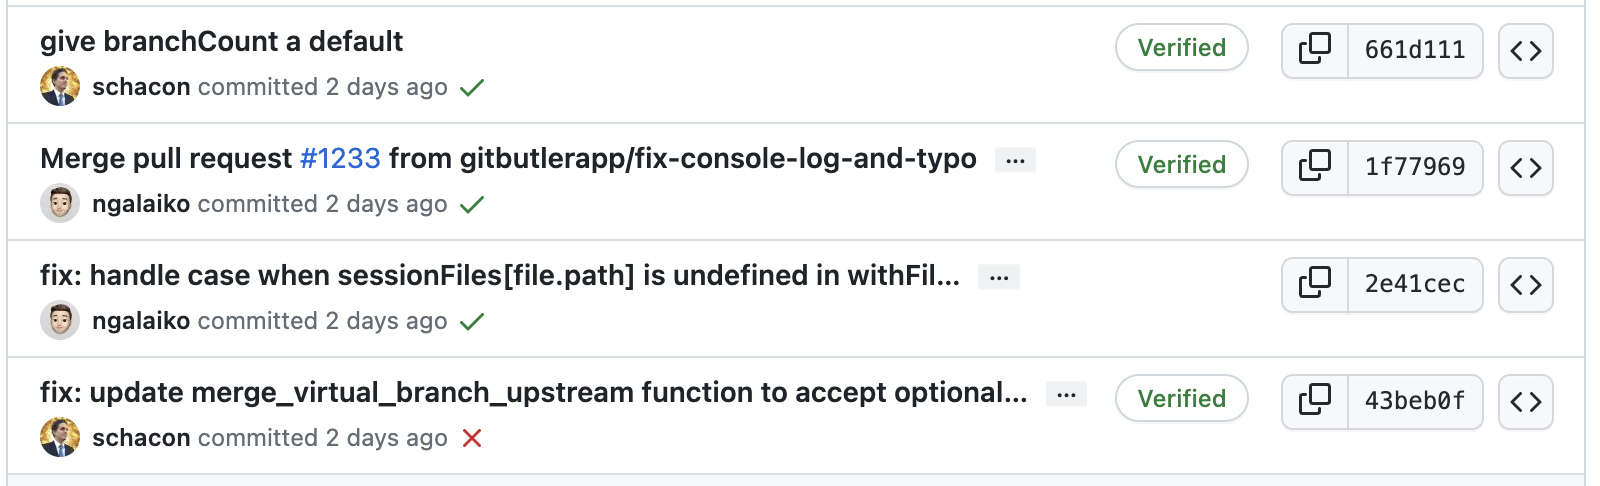 give branchCount a default
Verified
661d111
schacon committed 2 days ago
Merge pull request #1233 from gitbutlerapp/fix-console-log-and-typo ...
Verified
1f77969
ngalaiko committed 2 days ago
fix: handle case when sessionFiles[file.path] is undefined in withFil... ...
2e41cec
ngalaiko committed 2 days ago
fix: update merge_virtual_branch_upstream function to accept optional... ...
Verified
43beb0f
schacon committed 2 days ago